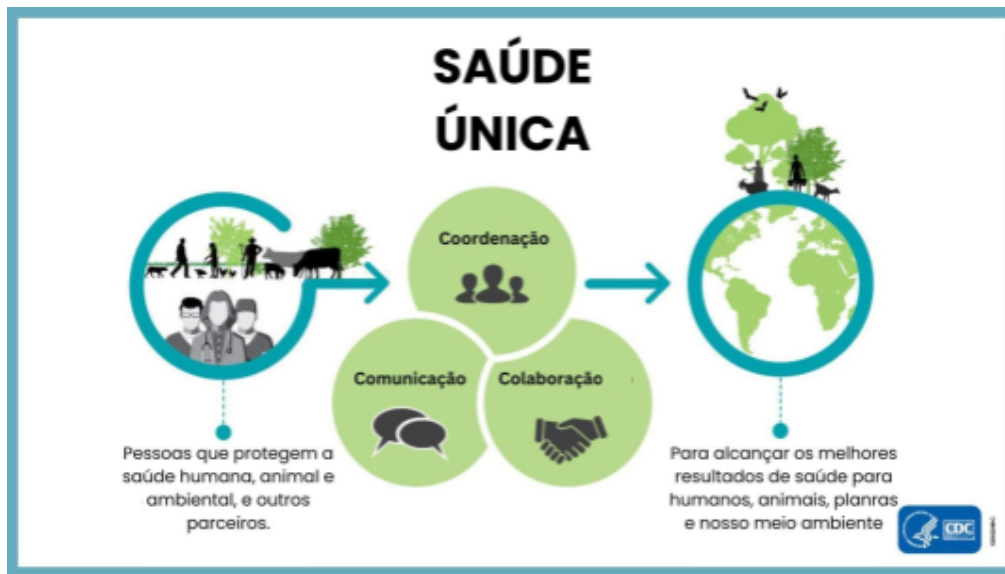 SAÚDE
ÚNICA
Coordenação
Comunicação
Colaboração
Pessoas que protegem a
saúde humana, animal e
ambiental, e outros
parceiros.
Para alcançar os melhores
resultados de saúde para
humanos, animais, planras
e nosso meio ambiente
CDC